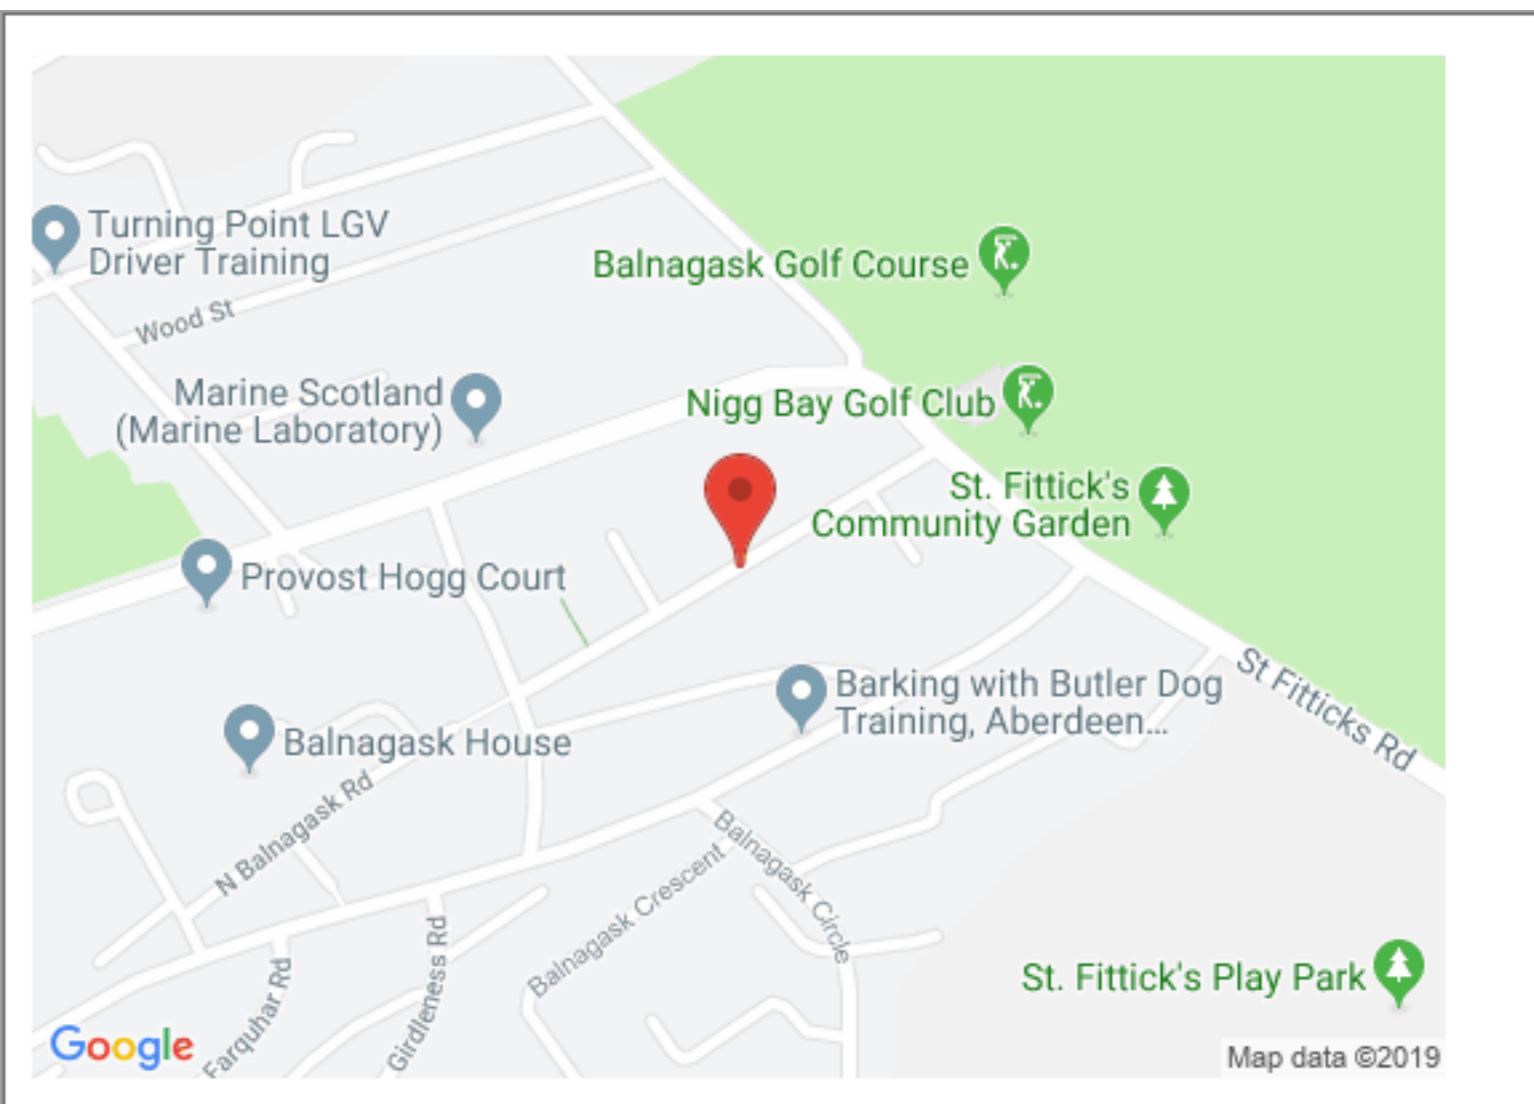 Turning Point LGV
Driver Training
Balnagask Golf Course
Wood St
Marine Scotland
(Marine Laboratory)
Nigg Bay Golf Club
St. Fittick's
Community Garden
Provost Hogg Court
St Fitticks Rd
Barking with Butler Dog
Training, Aberdeen...
Balnagask House
N Balnagask Rd
Balnagask Circle
Balnagask Crescent
Girdleness Rd
Farquhar Rd
St. Fittick's Play Park
Google
Map data ©2019